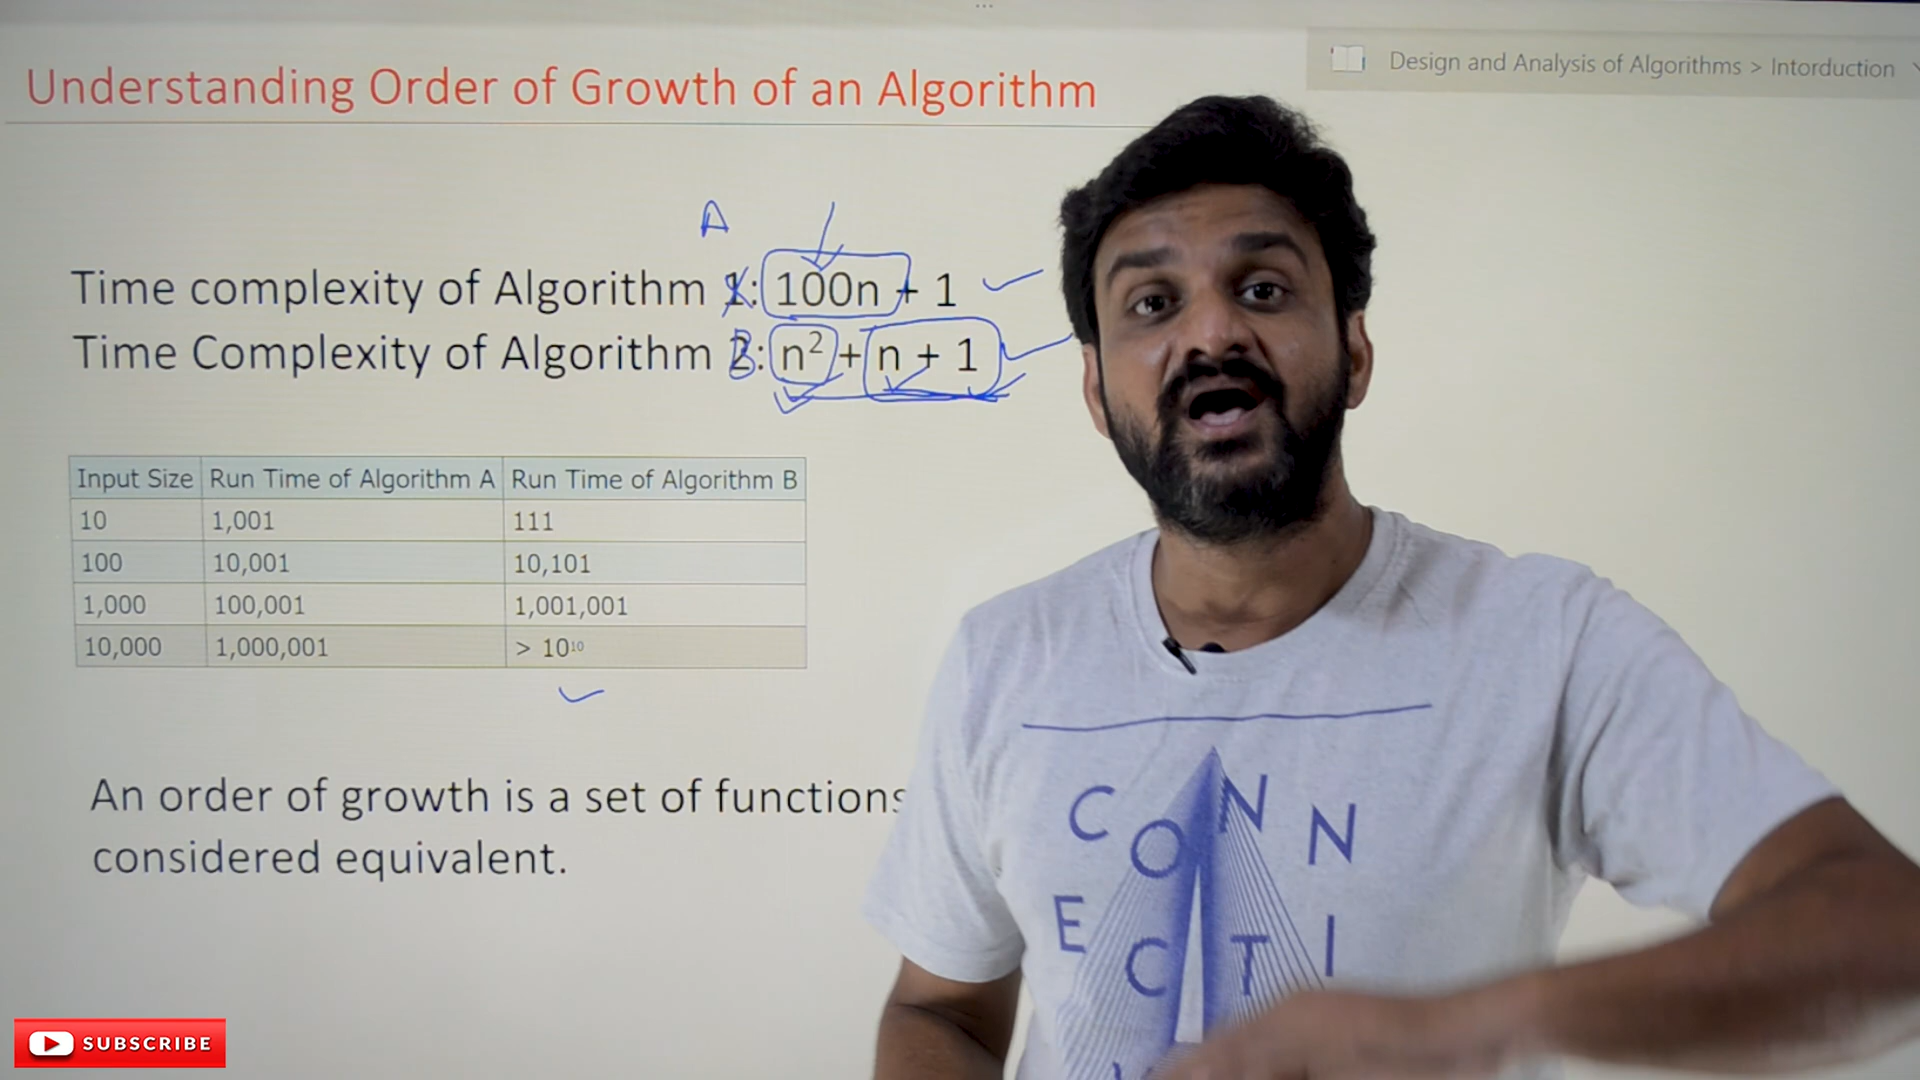 Understanding Order of Growth of an Algorithm
Design and Analysis of Algorithms > Intorduction
A
Time complexity of Algorithm 1: 100n + 1
Time Complexity of Algorithm 2: n² + n + 1
Input Size Run Time of Algorithm A Run Time of Algorithm B
10 1,001 111
100 10,001 10,101
1,000 100,001 1,001,001
10,000 1,000,001 > 10¹⁰
An order of growth is a set of functions
considered equivalent.
CONN
ECTI
SUBSCRIBE